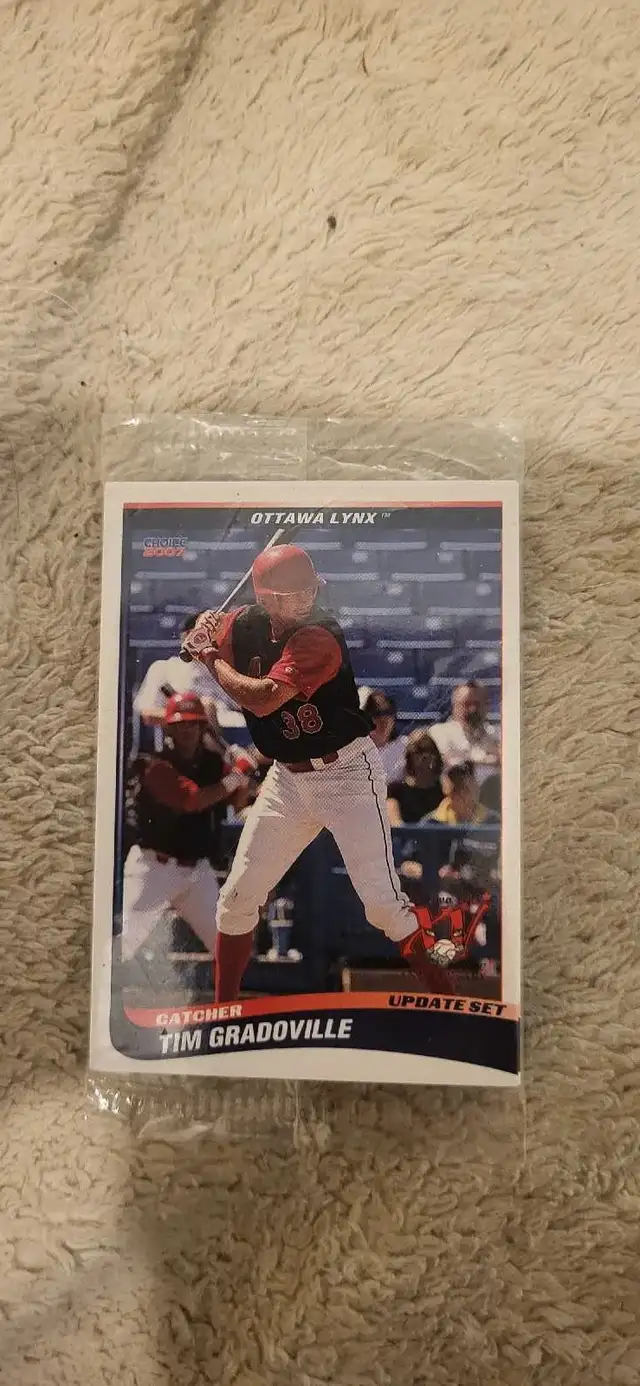 OTTAWA LYNX™
CHOICE
2007
38
UPDATE SET
CATCHER
TIM GRADOVILLE